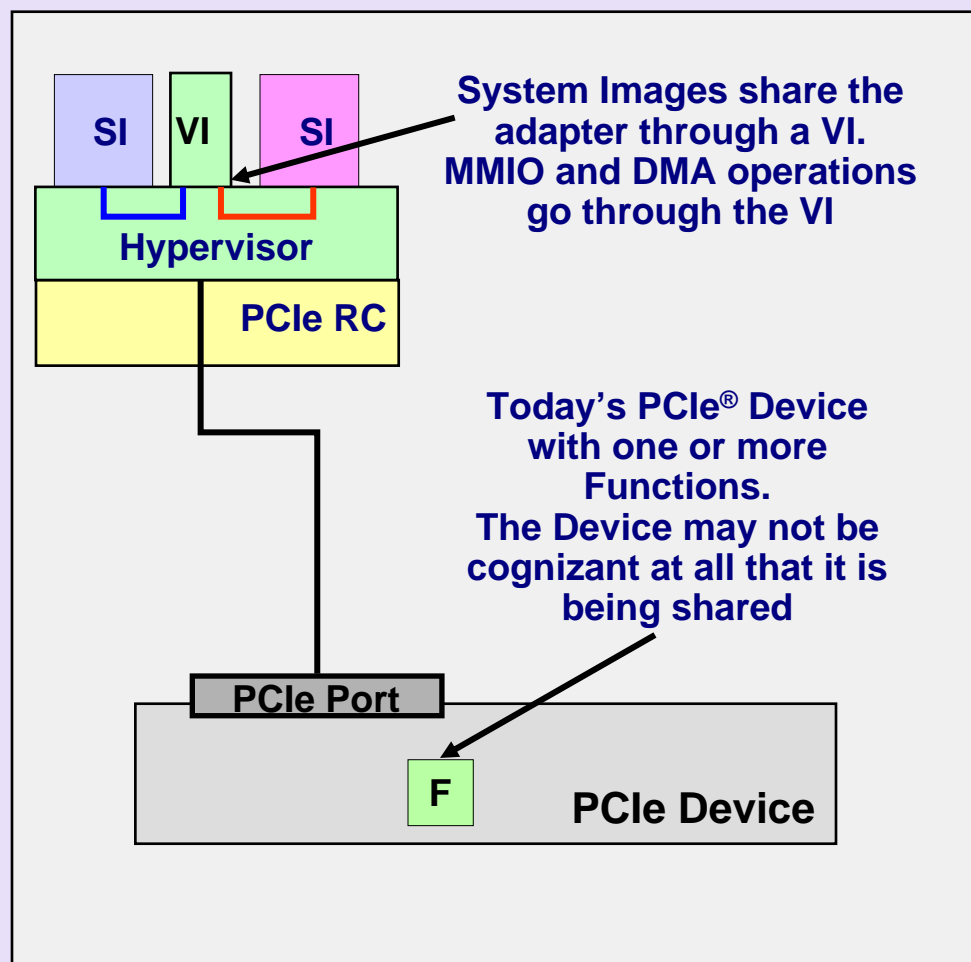 SI
VI
SI
System Images share the
adapter through a VI.
MMIO and DMA operations
go through the VI
Hypervisor
PCIe RC
Today’s PCIe® Device
with one or more
Functions.
The Device may not be
cognizant at all that it is
being shared
PCIe Port
F
PCIe Device